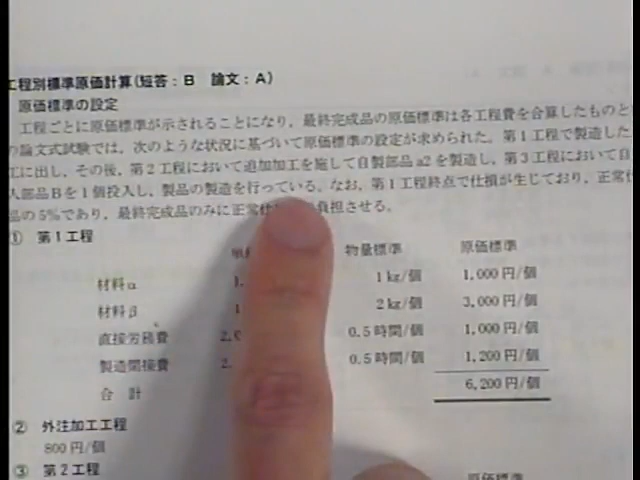 工程別標準原価計算(短答:B 論文:A)
原価標準の設定
工程ごとに原価標準が示されることになり，最終完成品の原価標準は各工程費を合算したものと
の論文式試験では，次のような状況に基づいて原価標準の設定が求められた。第1工程で製造した
工に出し，その後，第2工程において追加加工を施して自製部品a2を製造し，第3工程において自
入部品Bを1個投入し，製品の製造を行っている。なお，第1工程終点で仕損が生じており，正常仕
品の5%であり，最終完成品のみに正常仕 負担させる。
① 第1工程
物量標準 原価標準
材料α 1 kg/個 1,000円/個
材料β 2 kg/個 3,000円/個
直接労務費 0.5時間/個 1,000円/個
製造間接費 0.5時間/個 1,200円/個
合計 6,200円/個
② 外注加工工程
800円/個
③ 第2工程
原価標準